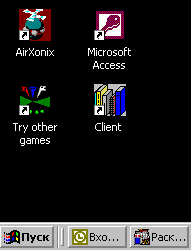 AirXonix
Microsoft
Access
Try other
games
Client
Пуск
Вхо...
Раск...